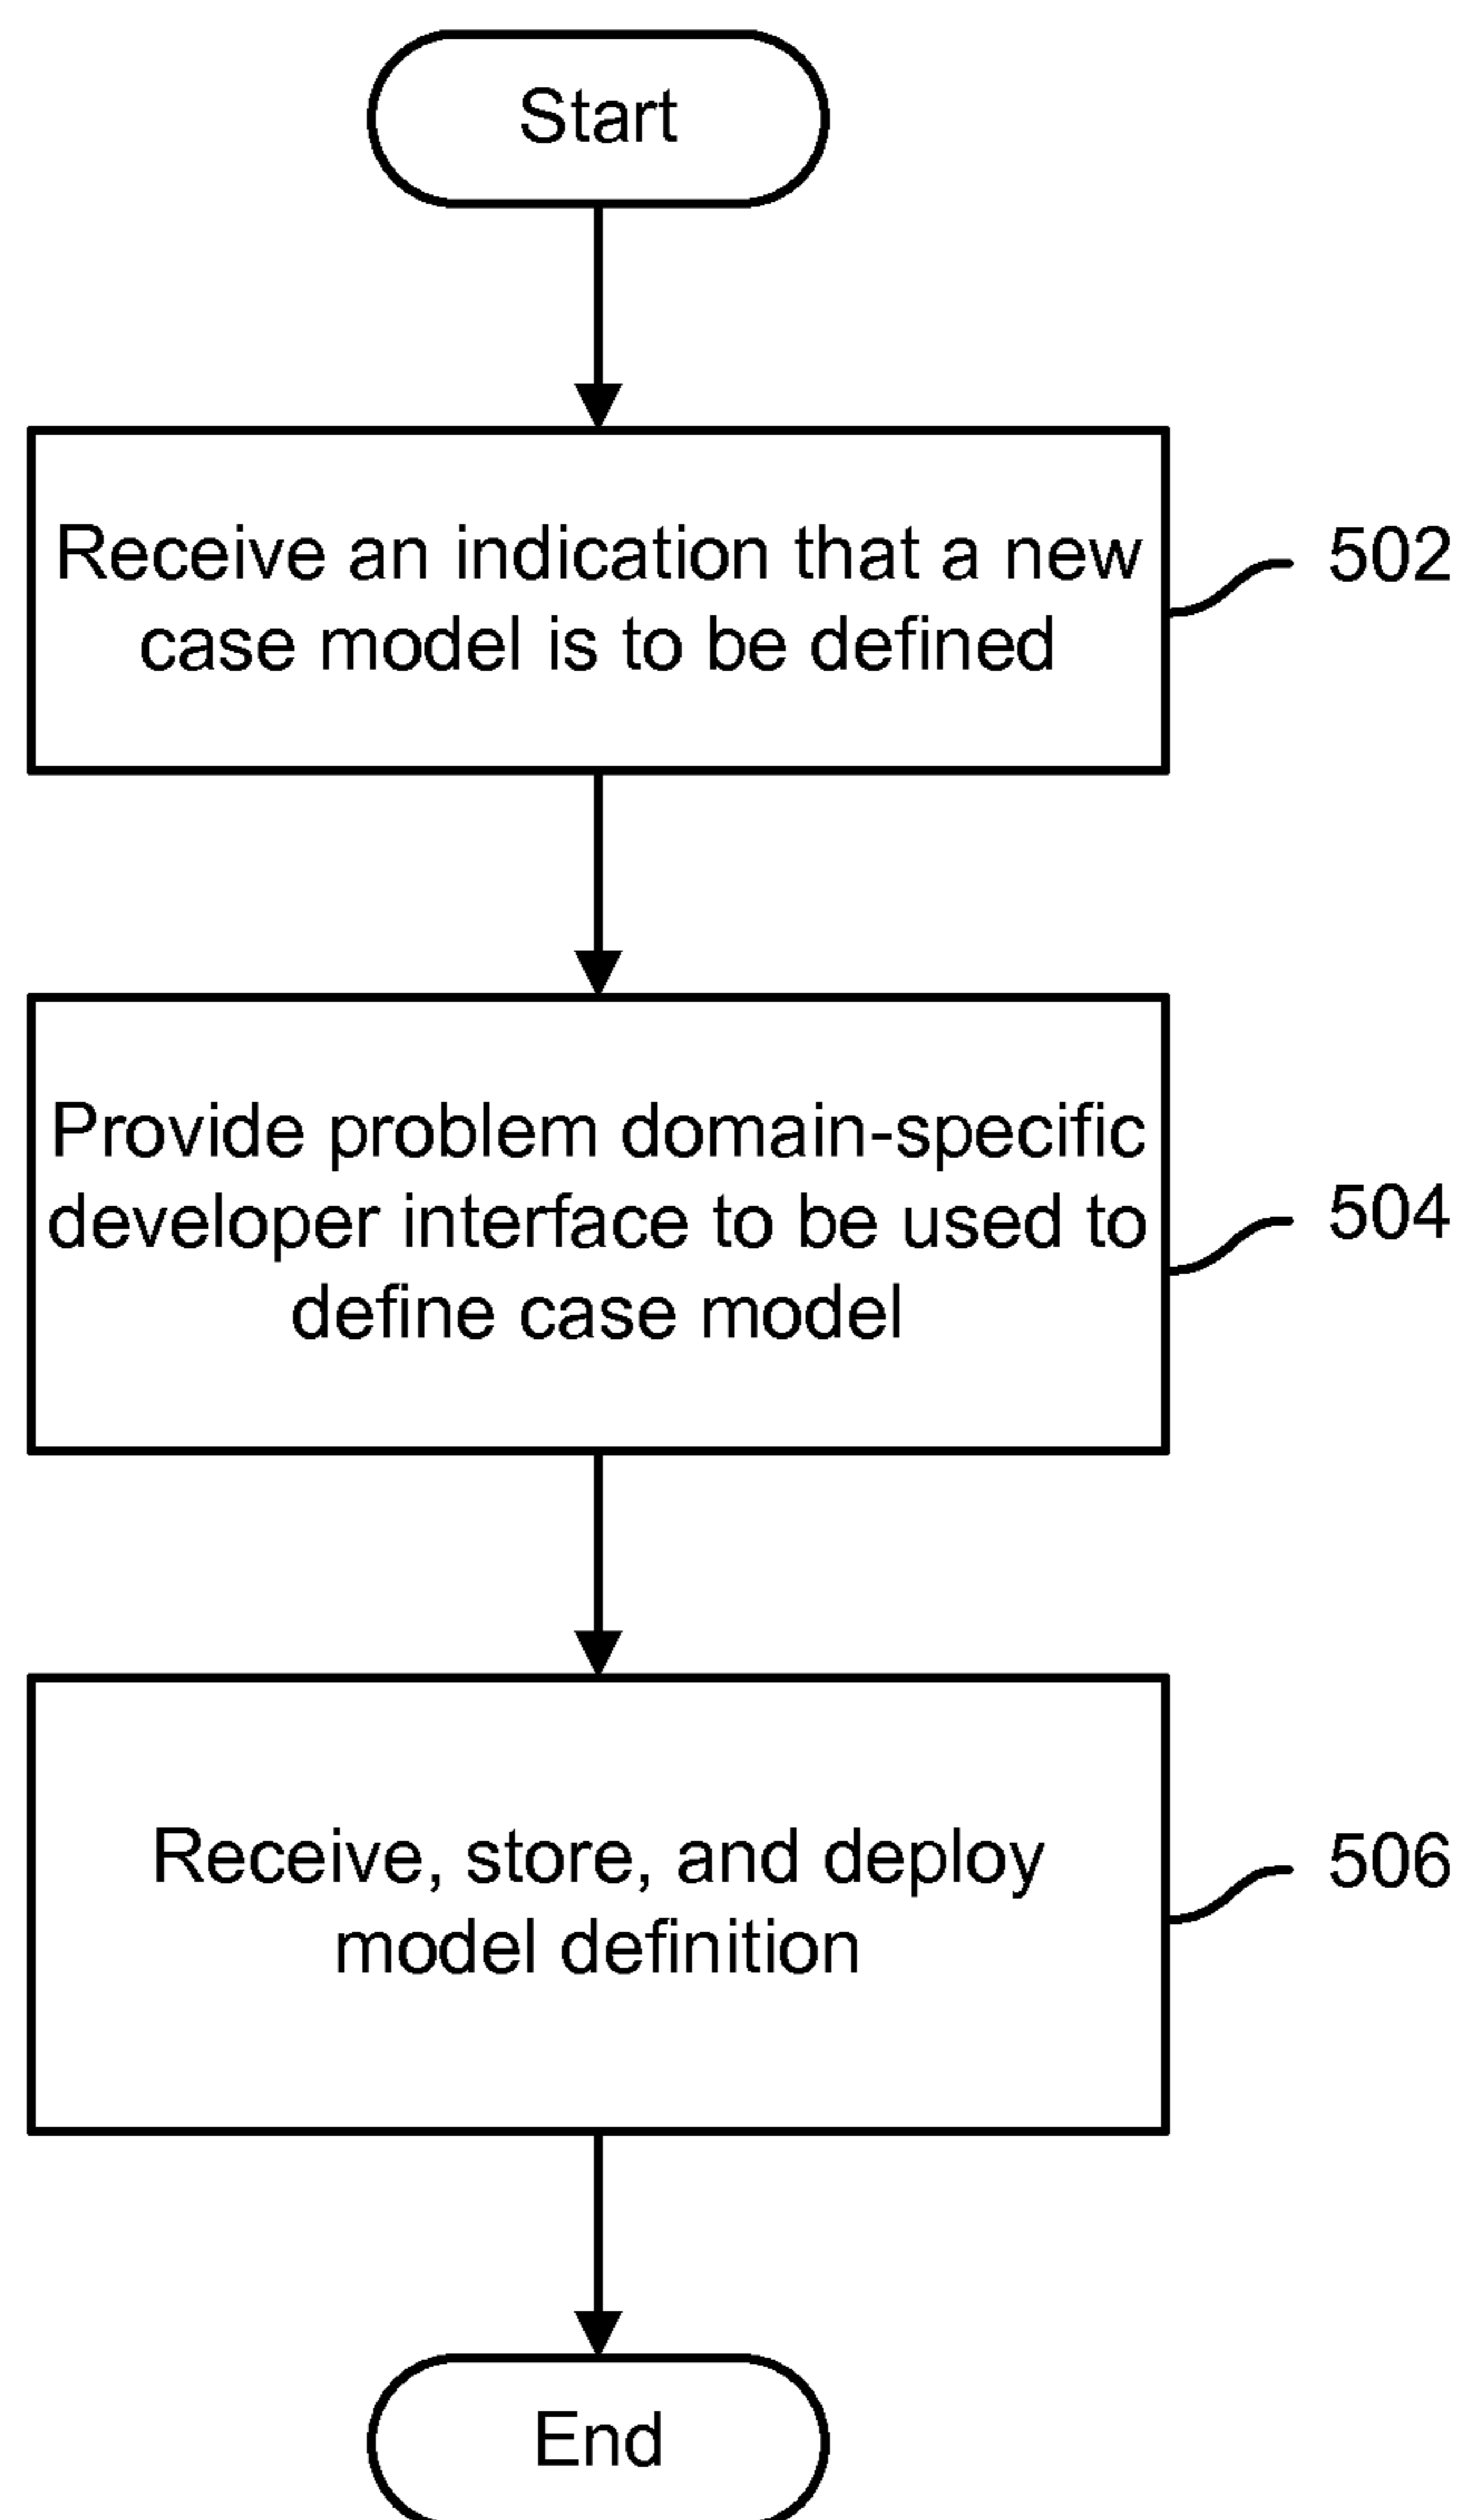 Start
Receive an indication that a new
case model is to be defined
502
Provide problem domain-specific
developer interface to be used to
define case model
504
Receive, store, and deploy
model definition
506
End